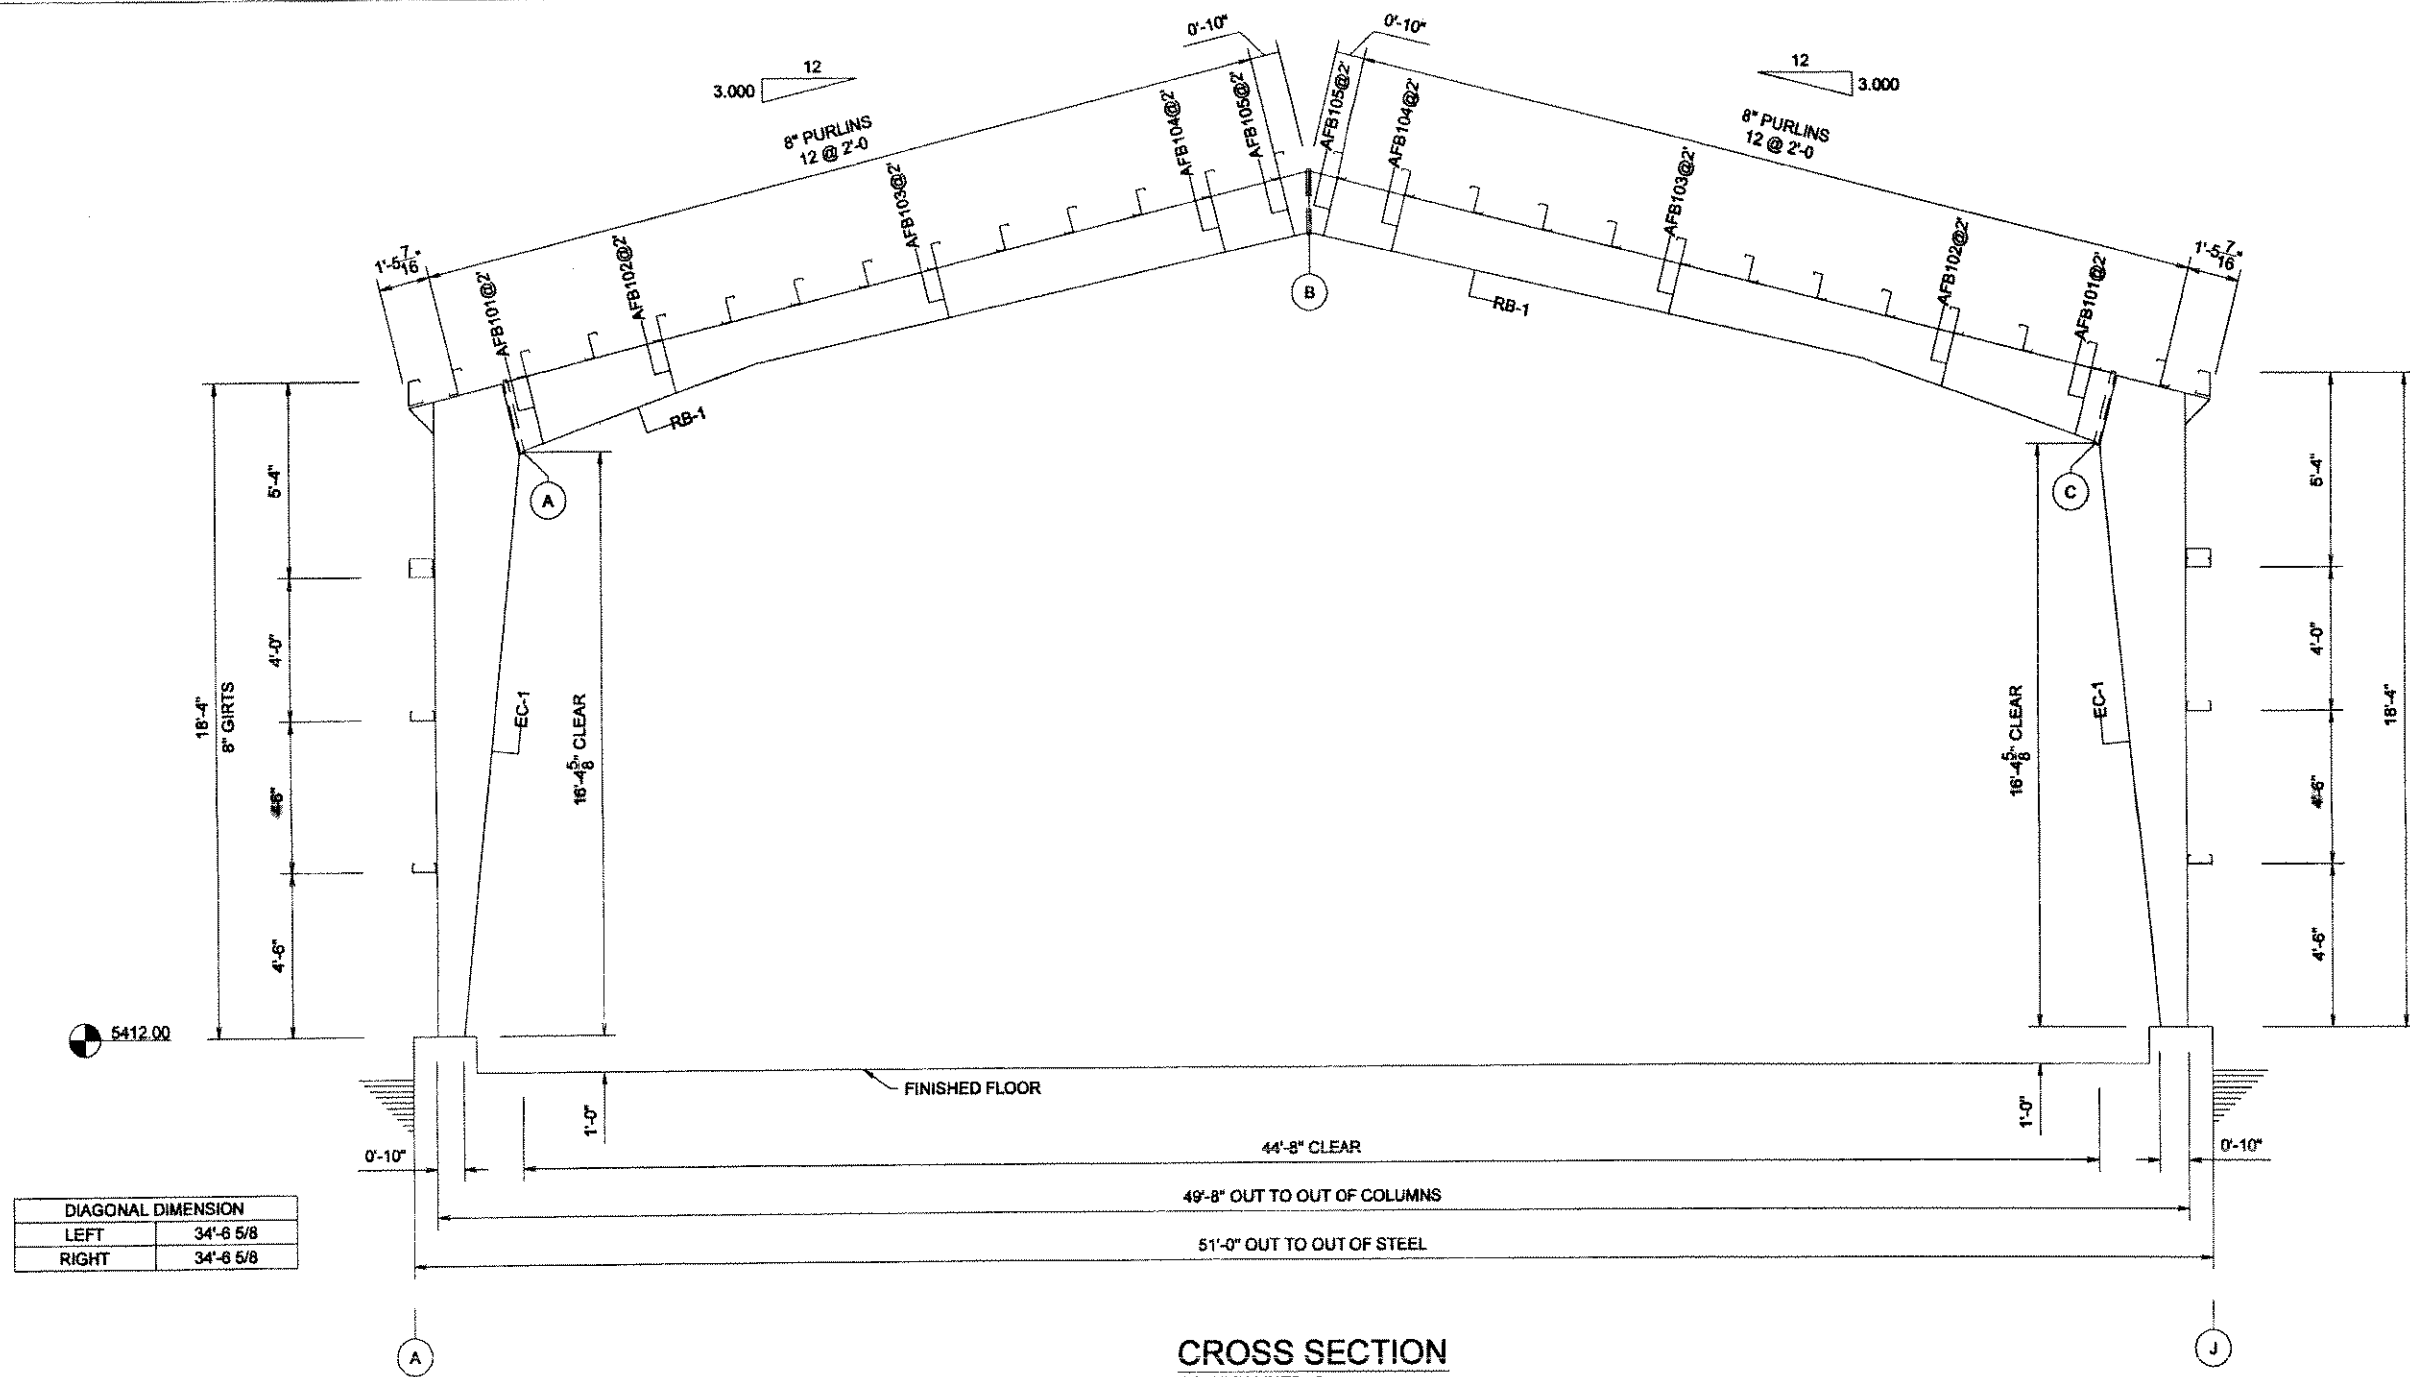 0'-10"
0'-10"
12
3.000
12
3.000
8" PURLINS
12 @ 2'-0
8" PURLINS
12 @ 2'-0
AFB101@2'
AFB102@2'
AFB103@2'
AFB104@2'
AFB105@2'
AFB105@2'
AFB104@2'
AFB103@2'
AFB102@2'
AFB101@2'
1'-5 7/16"
1'-5 7/16"
RB-1
RB-1
A
B
C
18'-4"
8" GIRTS
5'-4"
4'-0"
4'-6"
EC-1
16'-4 5/8" CLEAR
16'-4 5/8" CLEAR
EC-1
5'-4"
4'-0"
4'-6"
4'-6"
18'-4"
5412.00
FINISHED FLOOR
1'-0"
1'-0"
0'-10"
44'-8" CLEAR
0'-10"
49'-8" OUT TO OUT OF COLUMNS
51'-0" OUT TO OUT OF STEEL
DIAGONAL DIMENSION
LEFT 34'-6 5/8
RIGHT 34'-6 5/8
A
J
CROSS SECTION